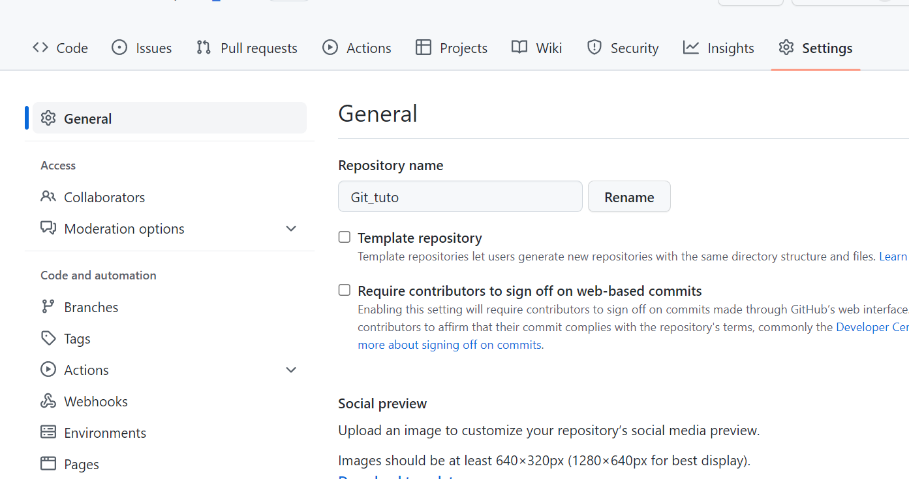 Code Issues Pull requests Actions Projects Wiki Security Insights Settings
General
Access
Collaborators
Moderation options
Code and automation
Branches
Tags
Actions
Webhooks
Environments
Pages
General
Repository name
Git_tuto Rename
Template repository
Template repositories let users generate new repositories with the same directory structure and files. Learn
Require contributors to sign off on web-based commits
Enabling this setting will require contributors to sign off on commits made through GitHub's web interface.
contributors to affirm that their commit complies with the repository's terms, commonly the Developer Cer
more about signing off on commits.
Social preview
Upload an image to customize your repository's social media preview.
Images should be at least 640×320px (1280×640px for best display).